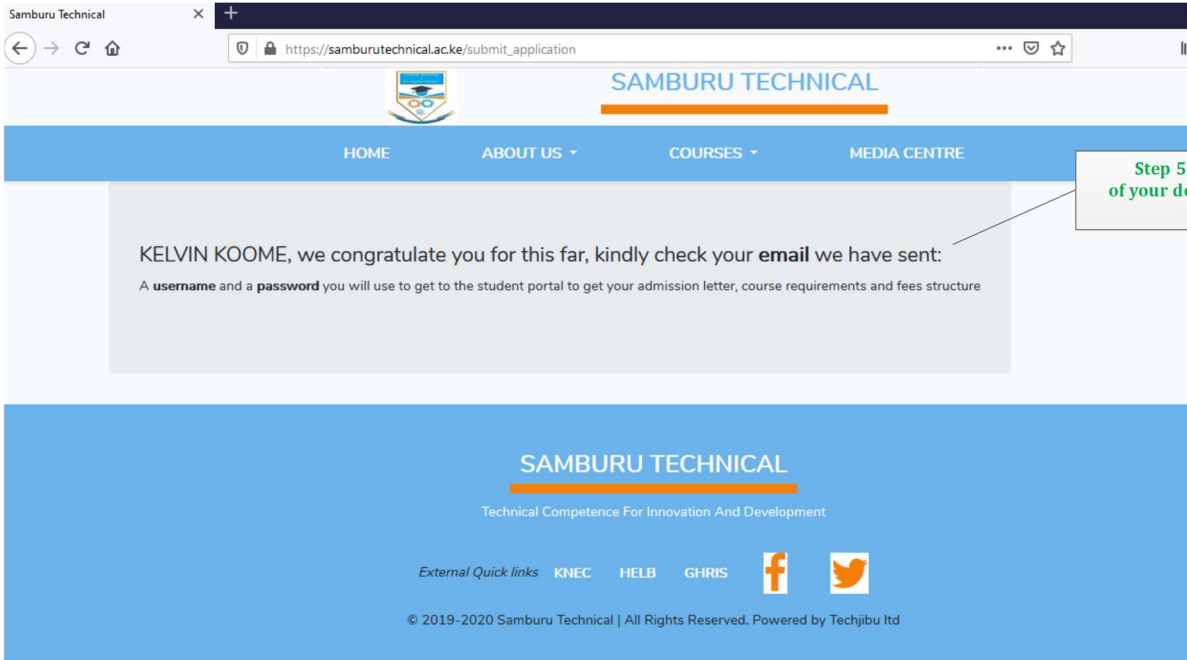 Samburu Technical
https://samburutechnical.ac.ke/submit_application
SAMBURU TECHNICAL
HOME ABOUT US COURSES MEDIA CENTRE
Step 5
of your
KELVIN KOOME, we congratulate you for this far, kindly check your email we have sent:
A username and a password you will use to get to the student portal to get your admission letter, course requirements and fees structure
SAMBURU TECHNICAL
Technical Competence For Innovation And Development
External Quick links KNEC HELB GHRIS
© 2019-2020 Samburu Technical | All Rights Reserved. Powered by Techjibu ltd